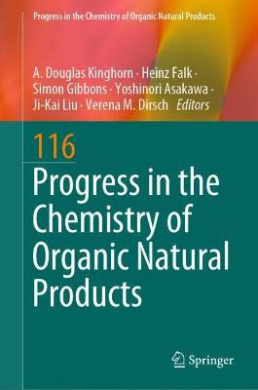 Progress in the Chemistry of Organic Natural Products
A. Douglas Kinghorn · Heinz Falk ·
Simon Gibbons · Yoshinori Asakawa ·
Ji-Kai Liu · Verena M. Dirsch Editors
116
Progress in the
Chemistry of
Organic Natural
Products
Springer